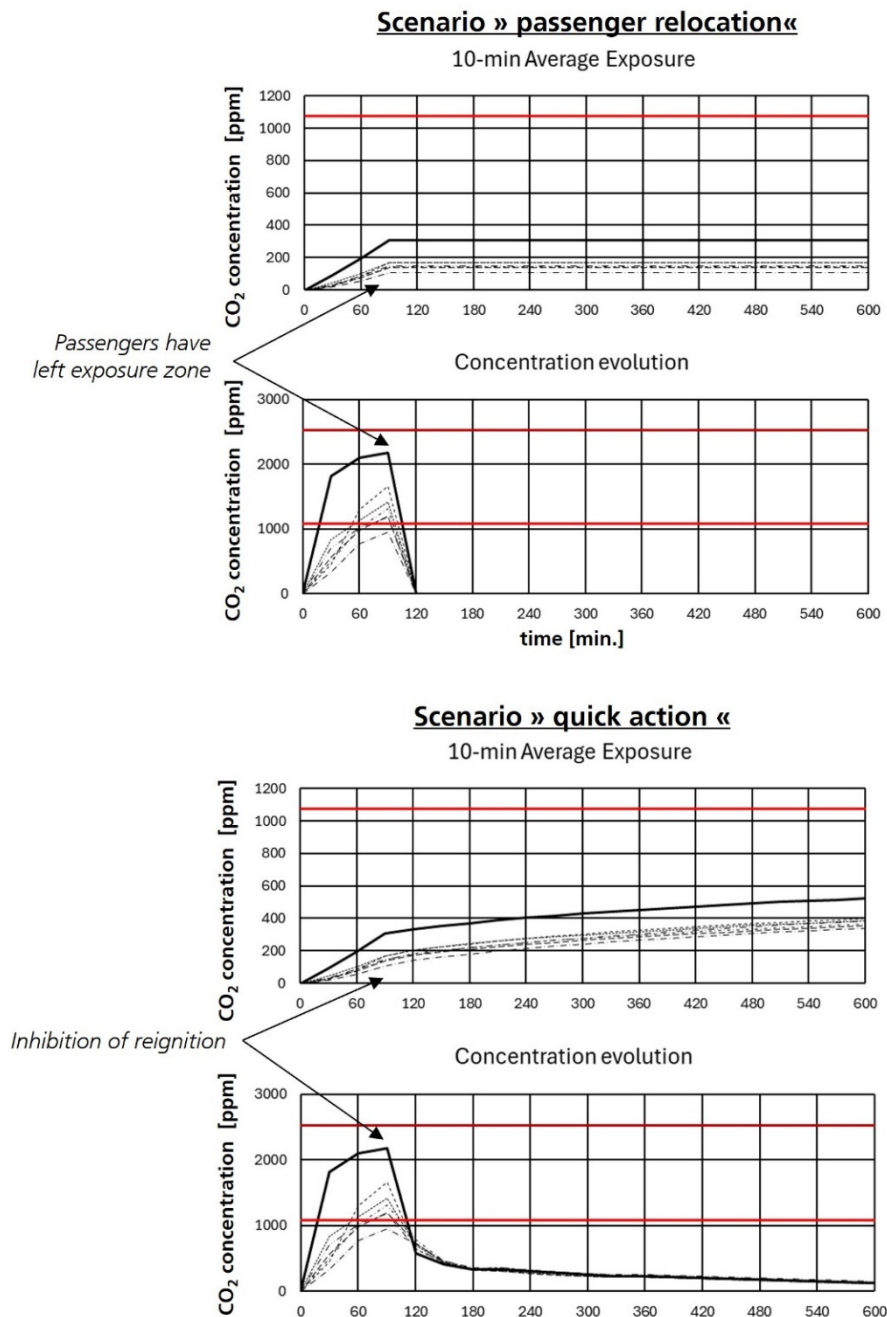 Scenario » passenger relocation«
10-min Average Exposure
CO₂ concentration [ppm]
1200
1000
800
600
400
200
0
0 60 120 180 240 300 360 420 480 540 600
Passengers have
left exposure zone
Concentration evolution
CO₂ concentration [ppm]
3000
2000
1000
0
0 60 120 180 240 300 360 420 480 540 600
time [min.]
Scenario » quick action «
10-min Average Exposure
CO₂ concentration [ppm]
1200
1000
800
600
400
200
0
0 60 120 180 240 300 360 420 480 540 600
Inhibition of reignition
Concentration evolution
CO₂ concentration [ppm]
3000
2000
1000
0
0 60 120 180 240 300 360 420 480 540 600